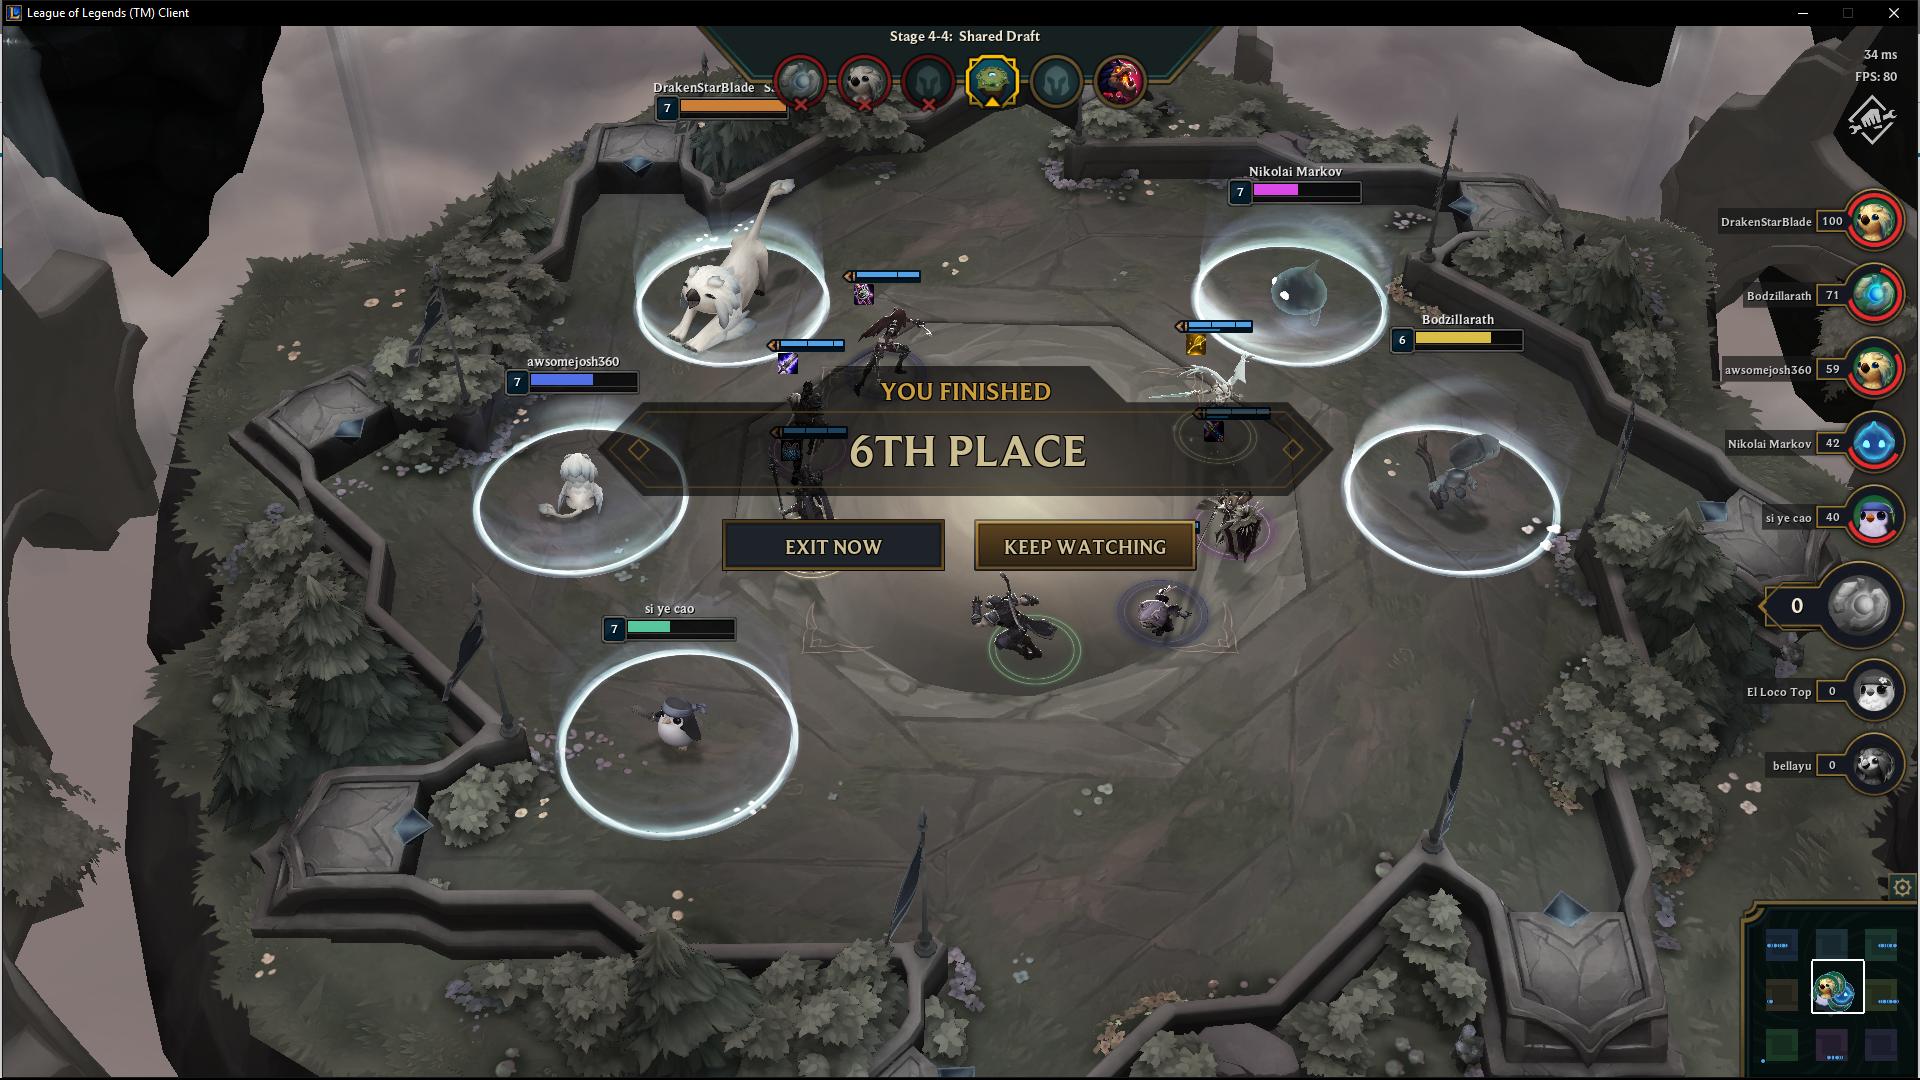 League of Legends (TM) Client
Stage 4-4: Shared Draft
34 ms
FPS: 80
DrakenStarBlade
7
Nikolai Markov
7
DrakenStarBlade 100
Bodzillarath 71
Bodzillarath
6
awsomejosh360
7
awsomejosh360 59
YOU FINISHED
6TH PLACE
Nikolai Markov 42
EXIT NOW
KEEP WATCHING
si ye cao 40
si ye cao
7
0
El Loco Top 0
bellayu 0